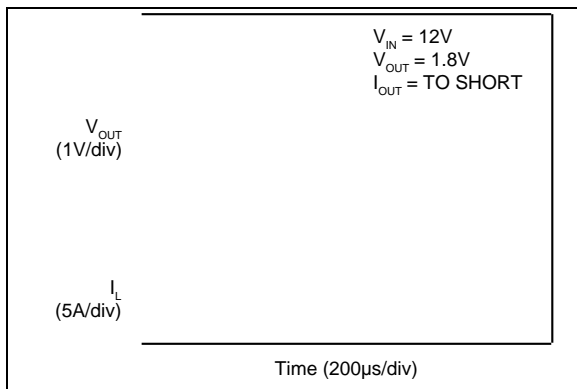 V_IN = 12V
V_OUT = 1.8V
I_OUT = TO SHORT
V_OUT
(1V/div)
I_L
(5A/div)
Time (200µs/div)